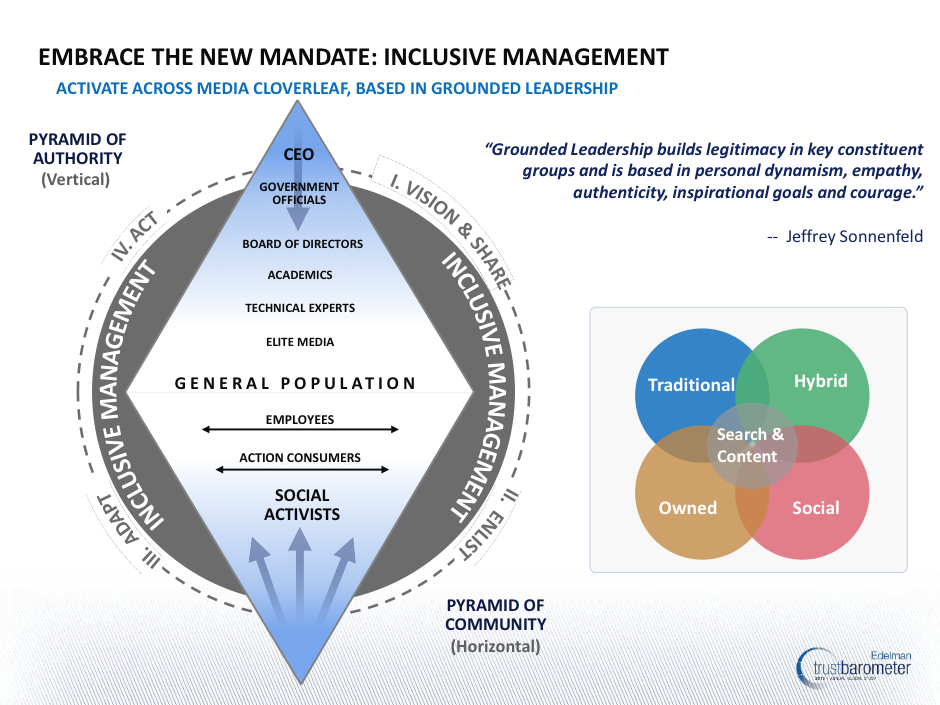 EMBRACE THE NEW MANDATE: INCLUSIVE MANAGEMENT
ACTIVATE ACROSS MEDIA CLOVERLEAF, BASED IN GROUNDED LEADERSHIP
PYRAMID OF
AUTHORITY
(Vertical)
CEO
GOVERNMENT
OFFICIALS
BOARD OF DIRECTORS
ACADEMICS
TECHNICAL EXPERTS
ELITE MEDIA
GENERAL POPULATION
EMPLOYEES
ACTION CONSUMERS
SOCIAL
ACTIVISTS
I. VISION & SHARE
II. ENLIST
III. ADAPT
IV. ACT
INCLUSIVE MANAGEMENT
INCLUSIVE MANAGEMENT
PYRAMID OF
COMMUNITY
(Horizontal)
“Grounded Leadership builds legitimacy in key constituent
groups and is based in personal dynamism, empathy,
authenticity, inspirational goals and courage.”
-- Jeffrey Sonnenfeld
Traditional
Hybrid
Search &
Content
Owned
Social
Edelman
trustbarometer
2013 | ANNUAL GLOBAL STUDY